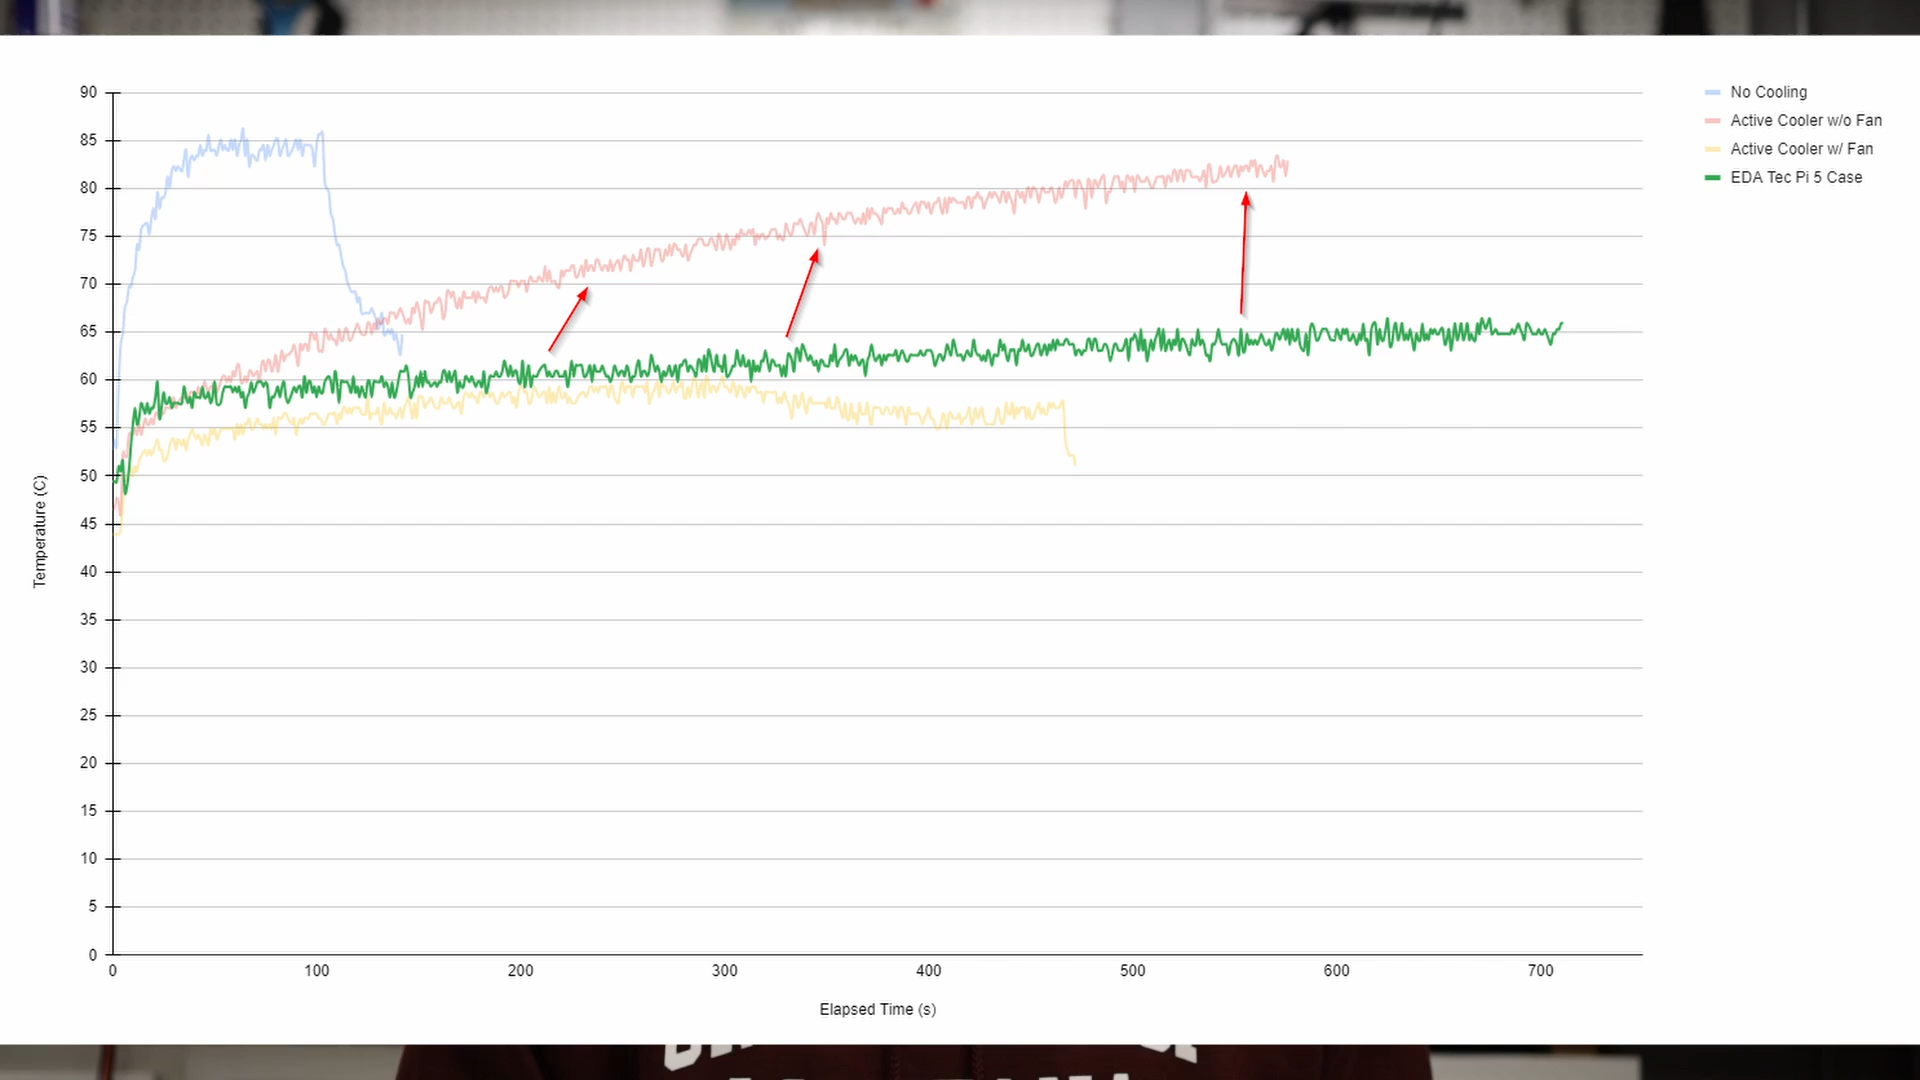 90
85
80
75
70
65
60
55
50
45
40
35
30
25
20
15
10
5
0
Temperature (C)
0 100 200 300 400 500 600 700
Elapsed Time (s)
No Cooling
Active Cooler w/o Fan
Active Cooler w/ Fan
EDA Tec Pi 5 Case